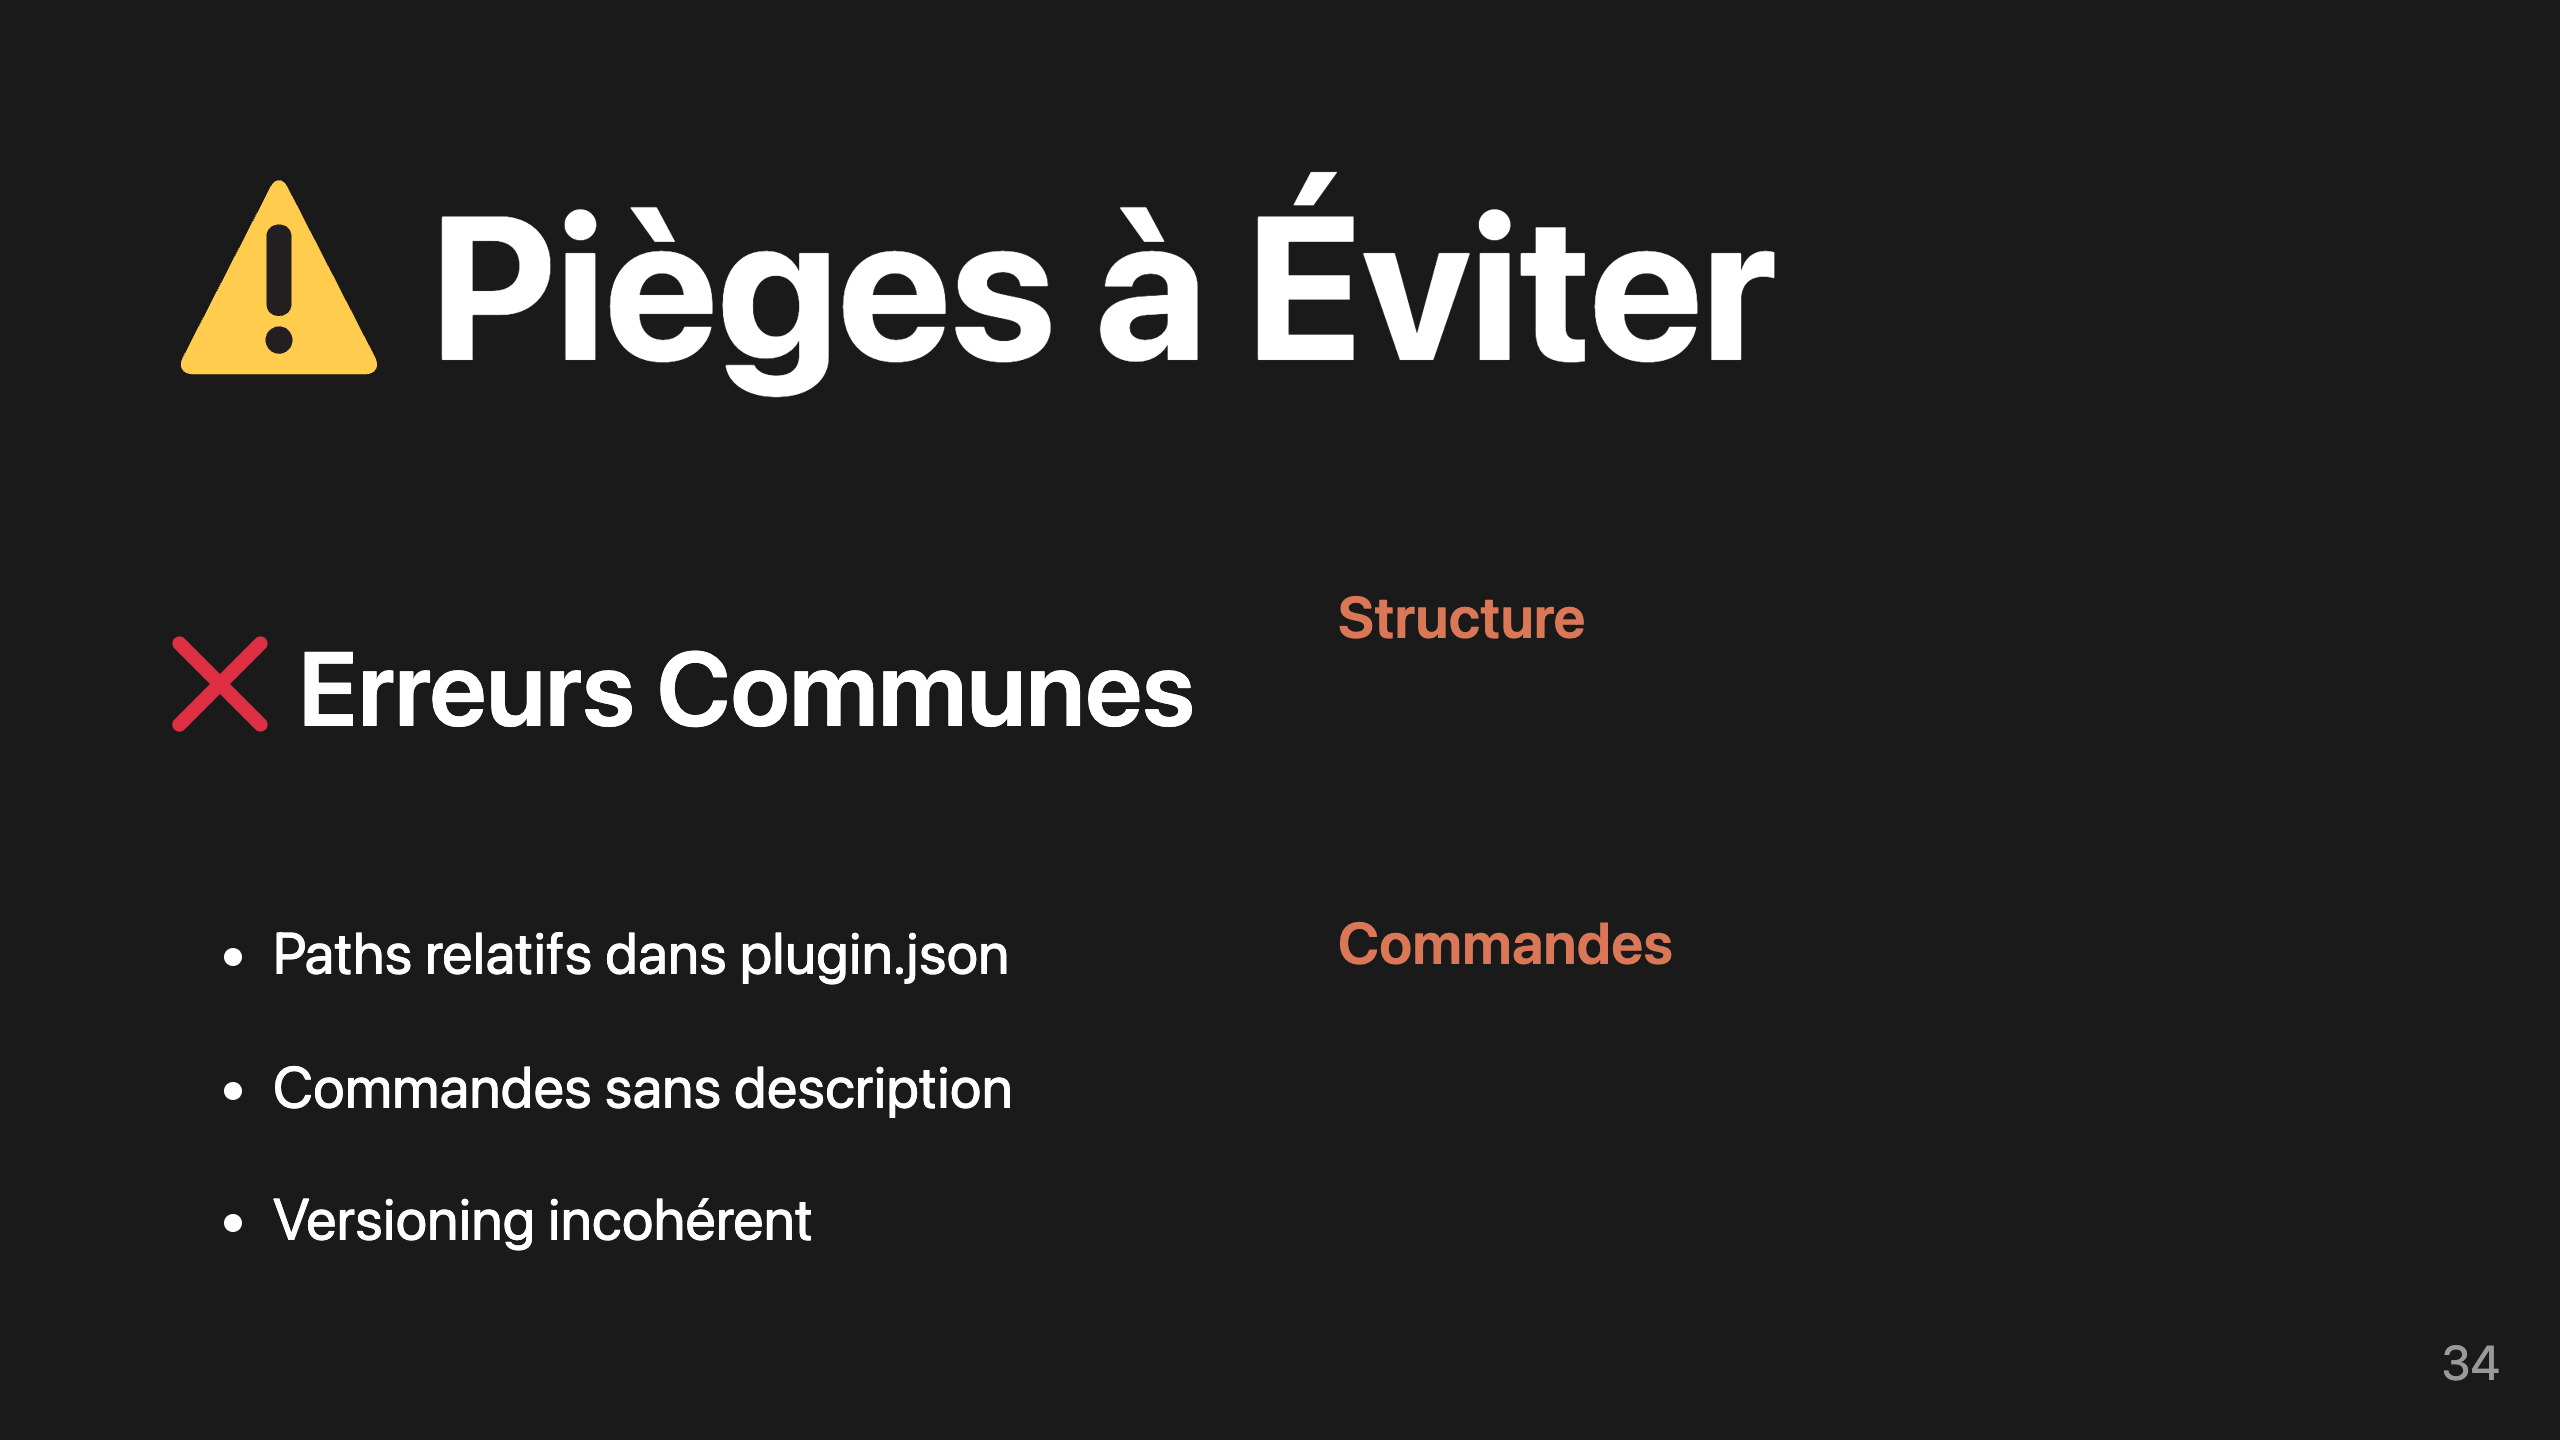 ⚠️ Pièges à Éviter
❌ Erreurs Communes
• Paths relatifs dans plugin.json
• Commandes sans description
• Versioning incohérent
Structure
Commandes
34